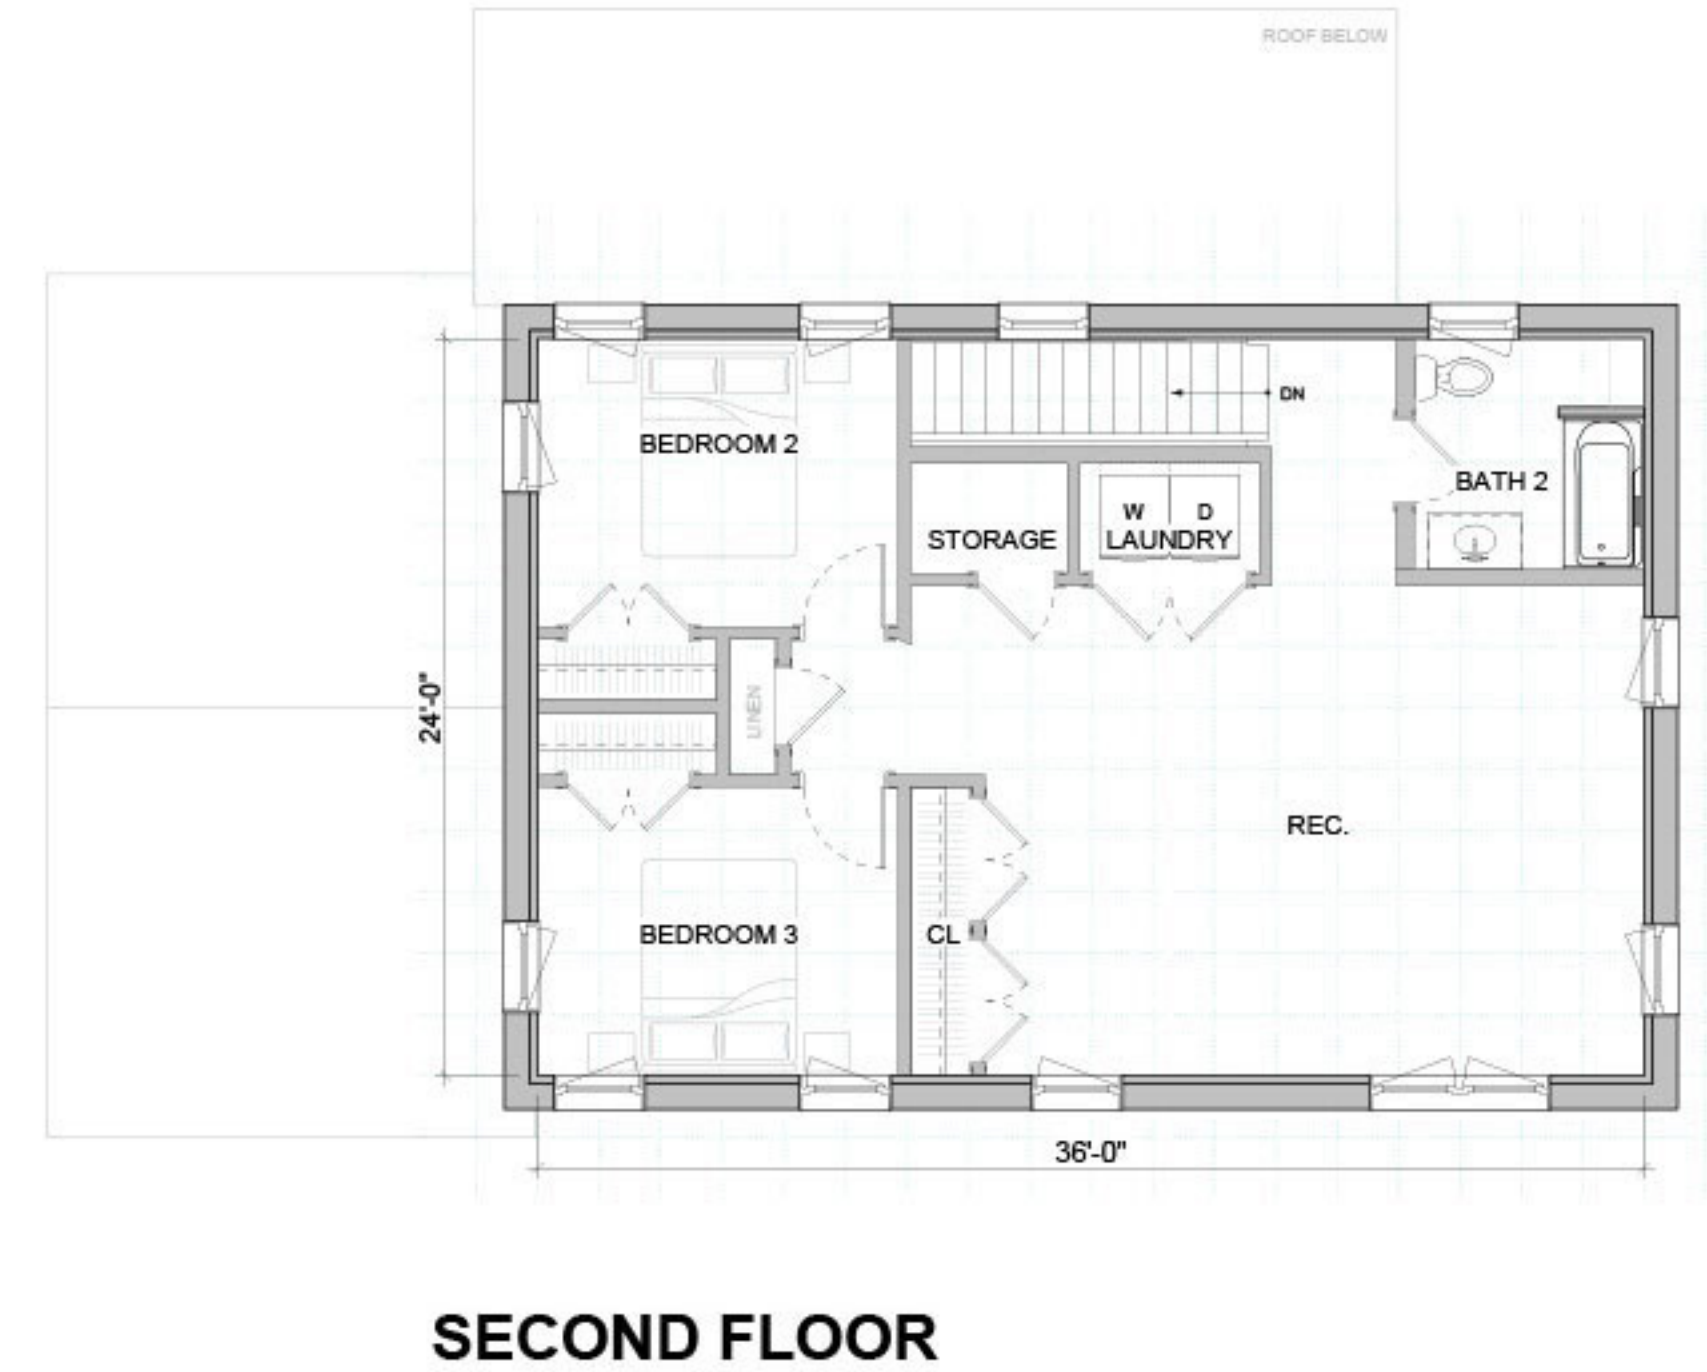 ROOF BELOW
DN
BEDROOM 2
BATH 2
W D
STORAGE
LAUNDRY
LINEN
24'-0"
REC.
BEDROOM 3
CL
36'-0"
SECOND FLOOR